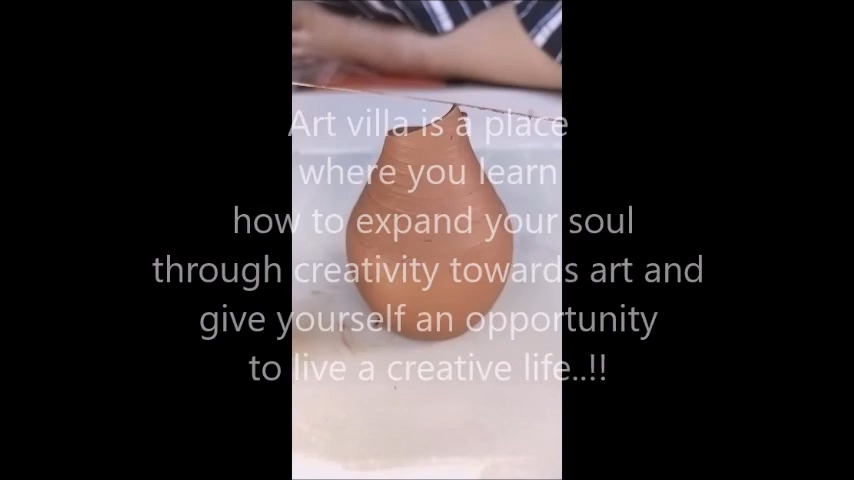 Art villa is a place
where you learn
how to expand your soul
through creativity towards art and
give yourself an opportunity
to live a creative life..!!